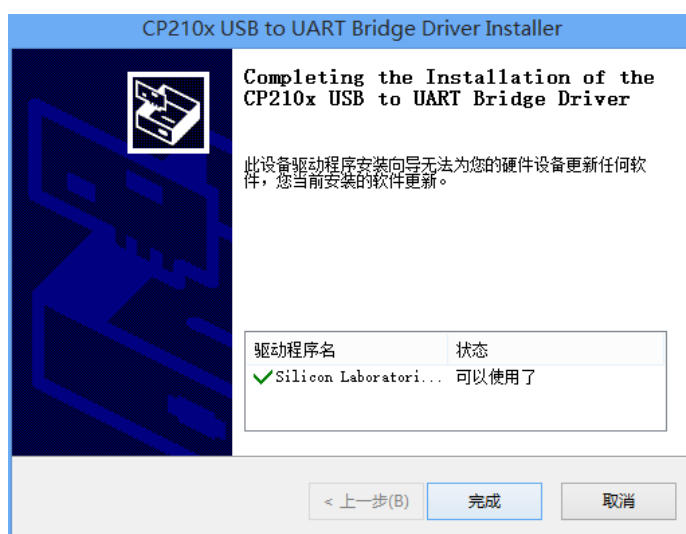 CP210x USB to UART Bridge Driver Installer
Completing the Installation of the
CP210x USB to UART Bridge Driver
此设备驱动程序安装向导无法为您的硬件设备更新任何软
件，您当前安装的软件更新。
驱动程序名 状态
Silicon Laboratori... 可以使用了
< 上一步(B) 完成 取消